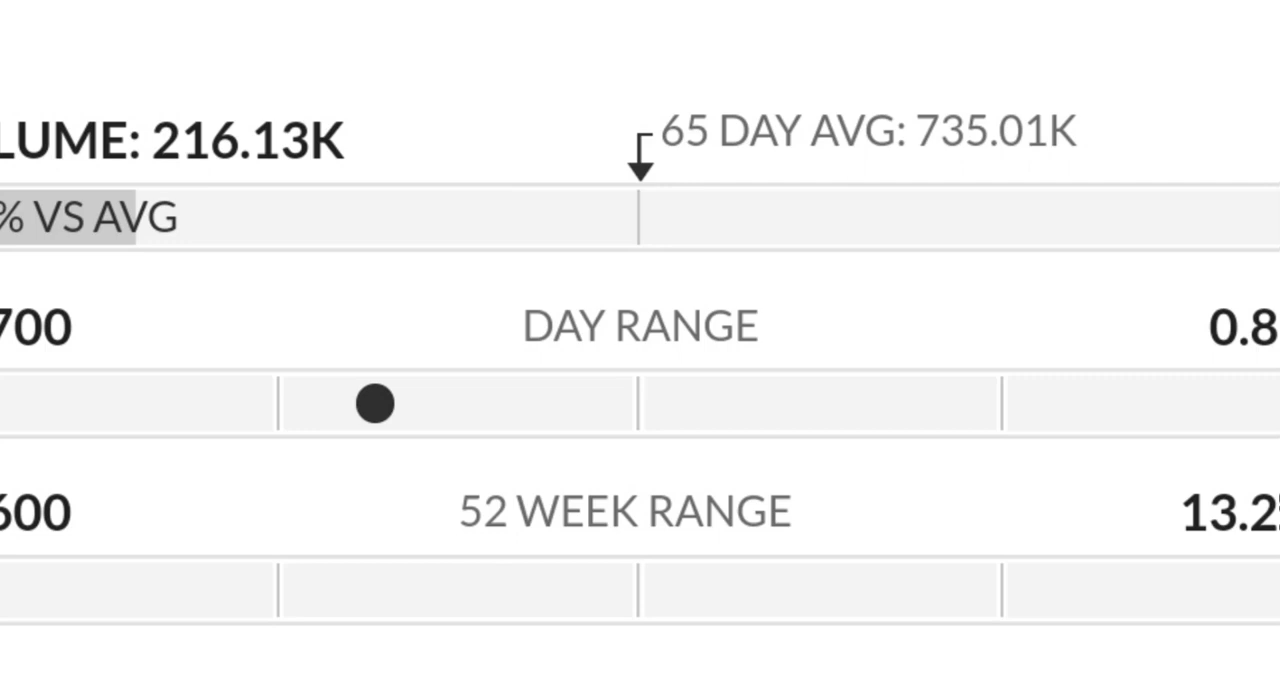 LUME: 216.13K
65 DAY AVG: 735.01K
% VS AVG
700 DAY RANGE 0.8
600 52 WEEK RANGE 13.2